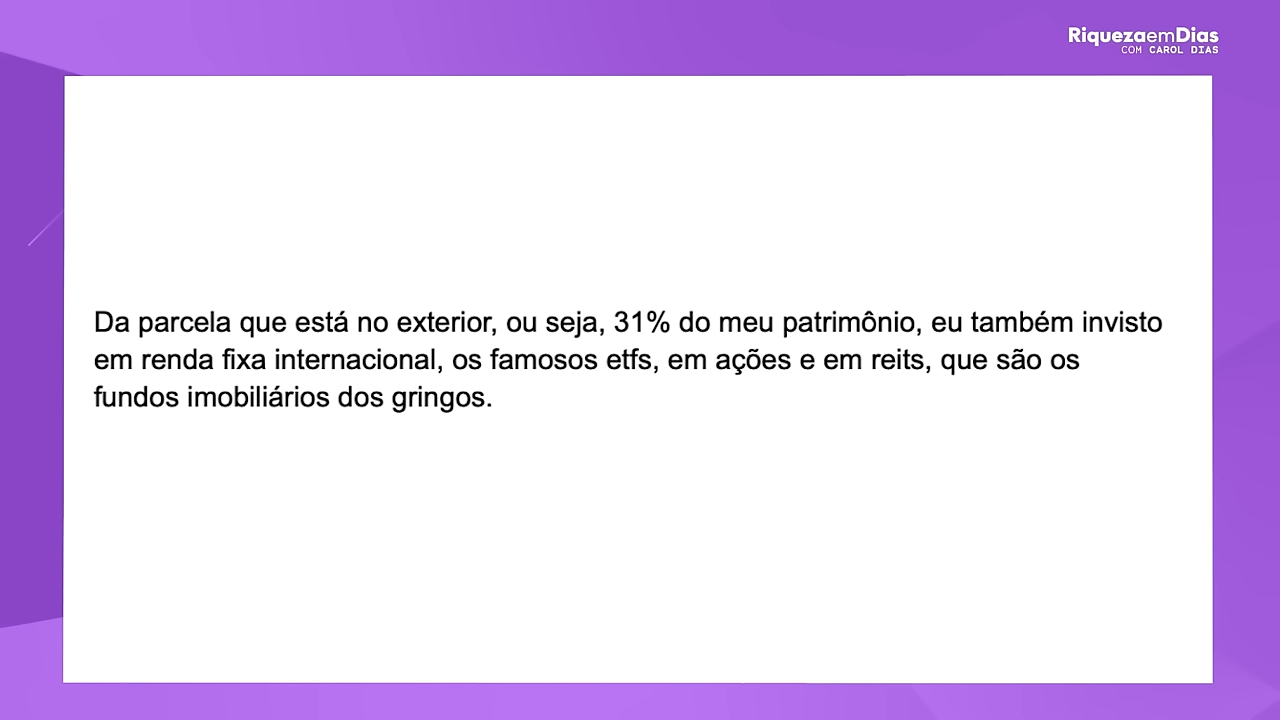 RiquezaemDias
COM CAROL DIAS
Da parcela que está no exterior, ou seja, 31% do meu patrimônio, eu também invisto
em renda fixa internacional, os famosos etfs, em ações e em reits, que são os
fundos imobiliários dos gringos.